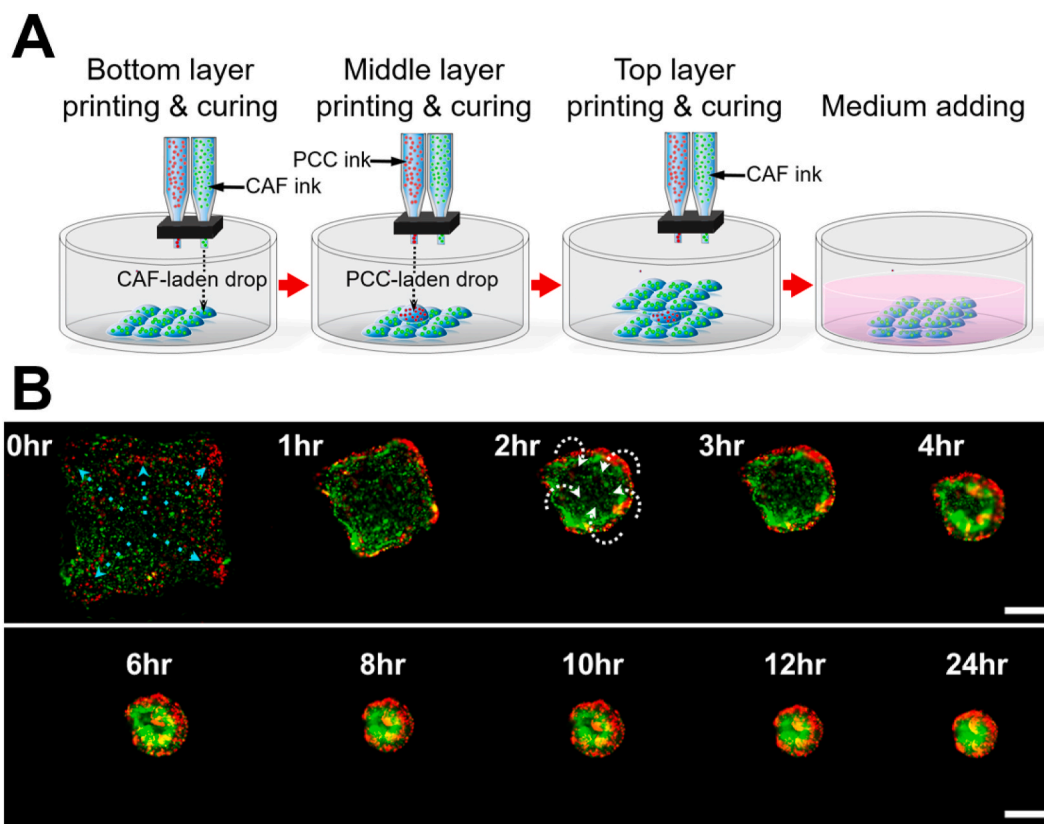 A
Bottom layer
printing & curing
Middle layer
printing & curing
Top layer
printing & curing
Medium adding
PCC ink
CAF ink
CAF ink
CAF-laden drop
PCC-laden drop
B
0hr
1hr
2hr
3hr
4hr
6hr
8hr
10hr
12hr
24hr